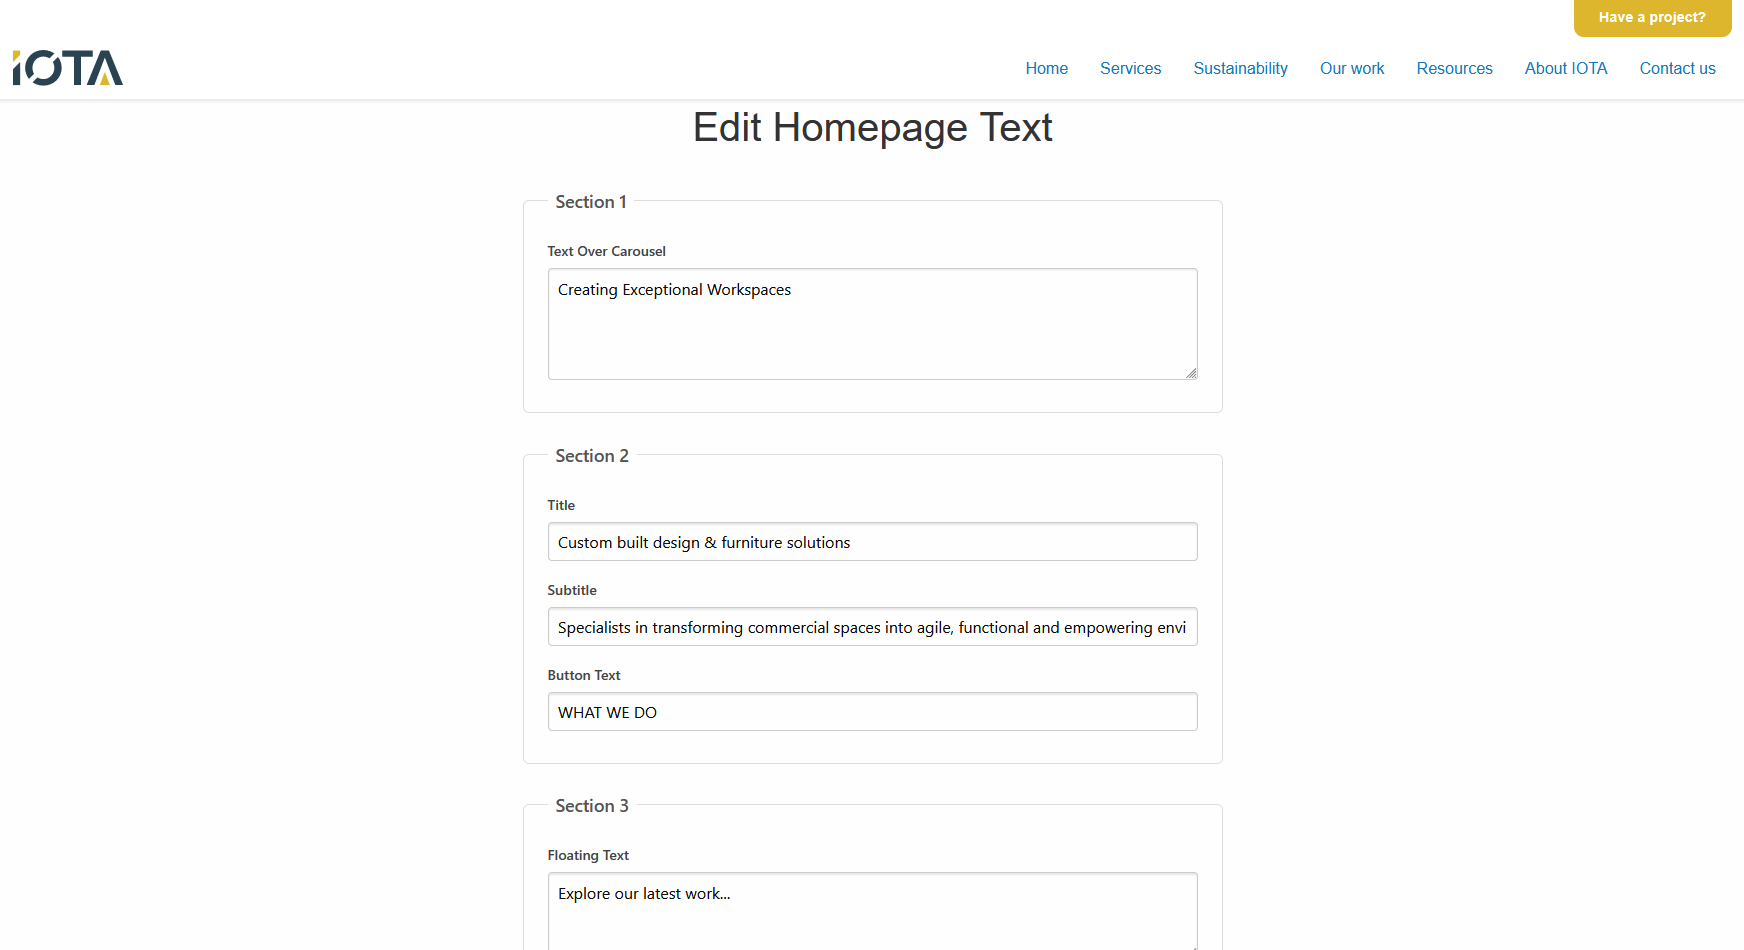 Have a project?
IOTA
Home Services Sustainability Our work Resources About IOTA Contact us
Edit Homepage Text
Section 1
Text Over Carousel
Creating Exceptional Workspaces
Section 2
Title
Custom built design & furniture solutions
Subtitle
Specialists in transforming commercial spaces into agile, functional and empowering envi
Button Text
WHAT WE DO
Section 3
Floating Text
Explore our latest work...